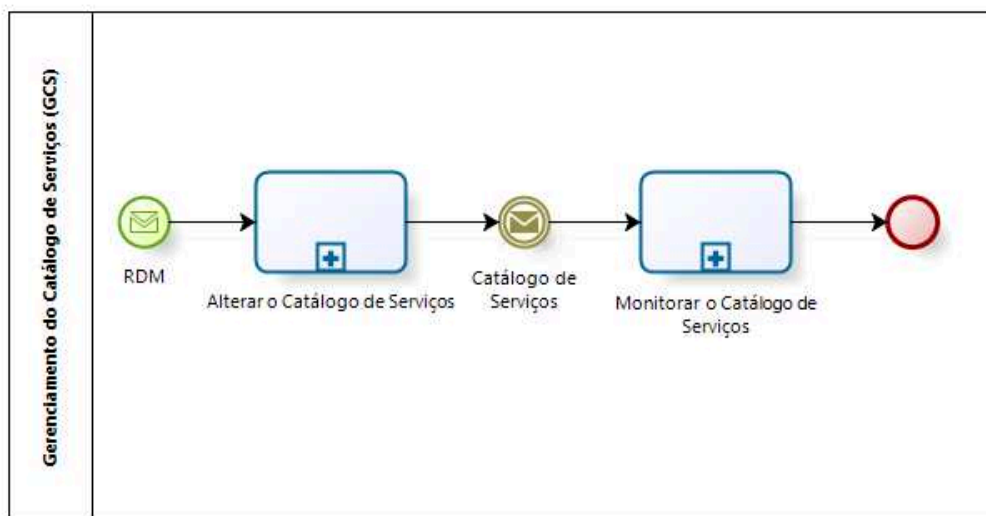 Gerenciamento do Catálogo de Serviços (GCS)
RDM
Alterar o Catálogo de Serviços
Catálogo de
Serviços
Monitorar o Catálogo de
Serviços